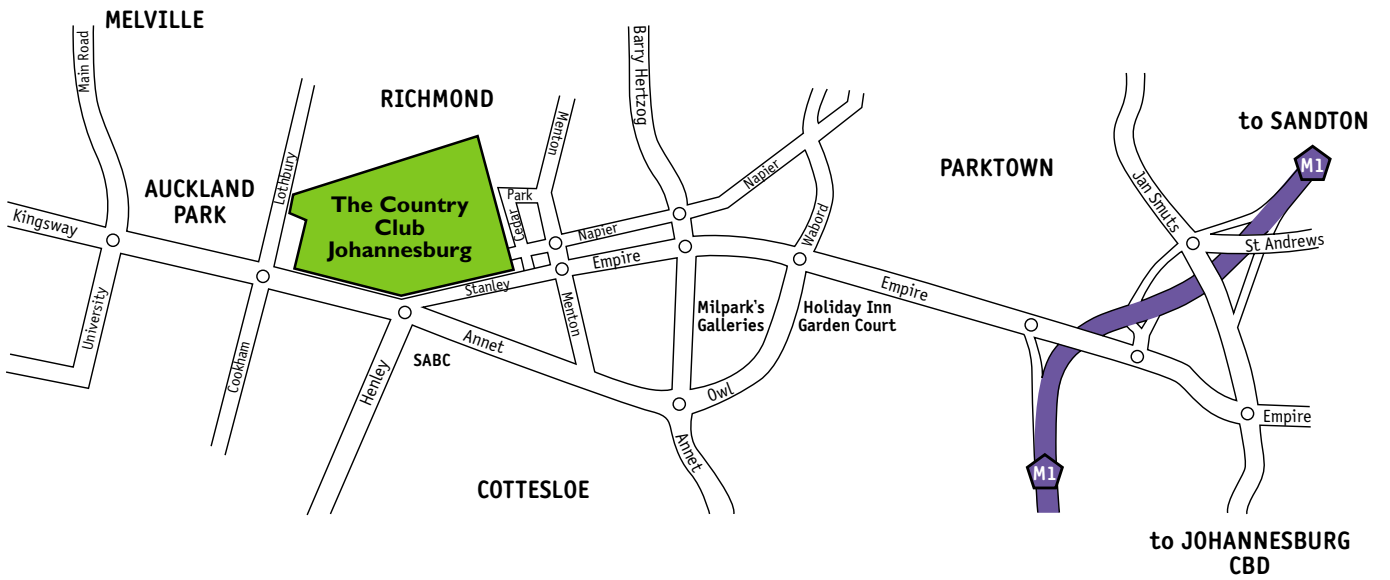 MELVILLE
Main Road
Barry Hertzog
RICHMOND
Menton
to SANDTON
M1
Napier
PARKTOWN
Jan Smuts
AUCKLAND
PARK
Lothbury
Park
The Country
Club
Johannesburg
Cedar
Kingsway
Napier
Wabord
St Andrews
Empire
Stanley
Empire
University
Menton
Milpark's
Galleries
Holiday Inn
Garden Court
Annet
SABC
Cookham
Henley
Owl
Empire
Annet
M1
COTTESLOE
to JOHANNESBURG
CBD